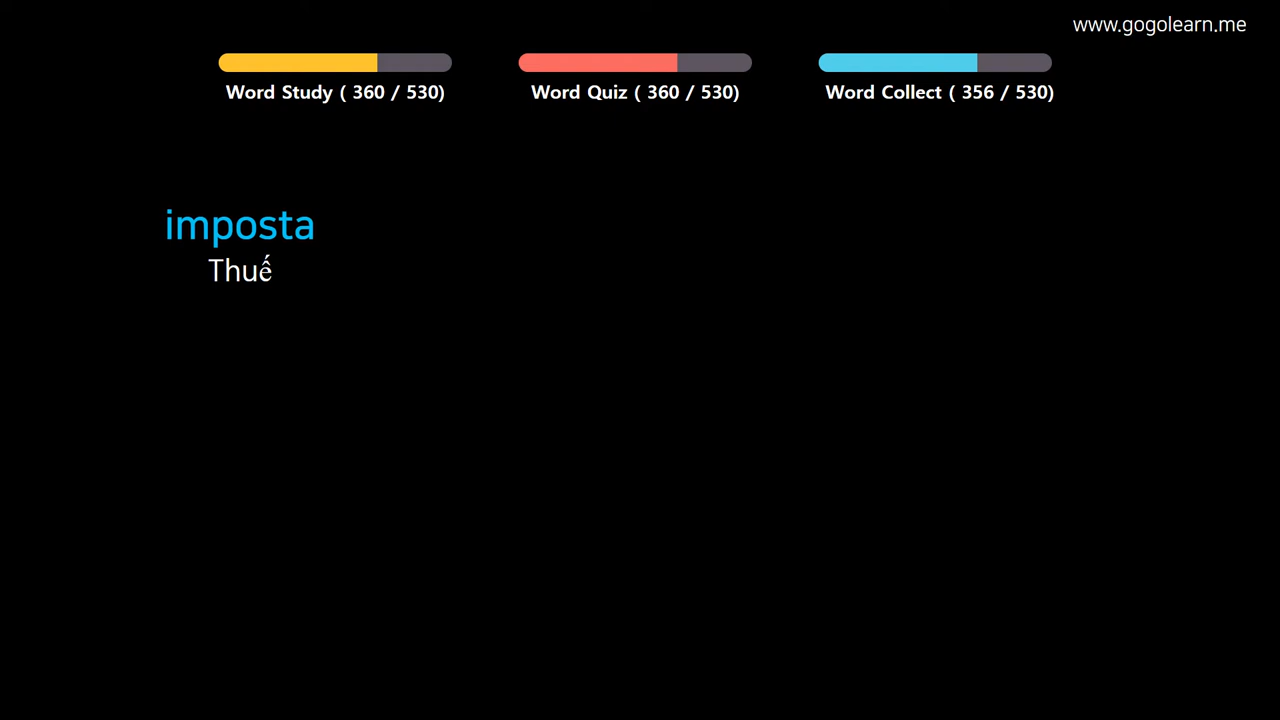 www.gogolearn.me
Word Study ( 360 / 530)
Word Quiz ( 360 / 530)
Word Collect ( 356 / 530)
imposta
Thuế